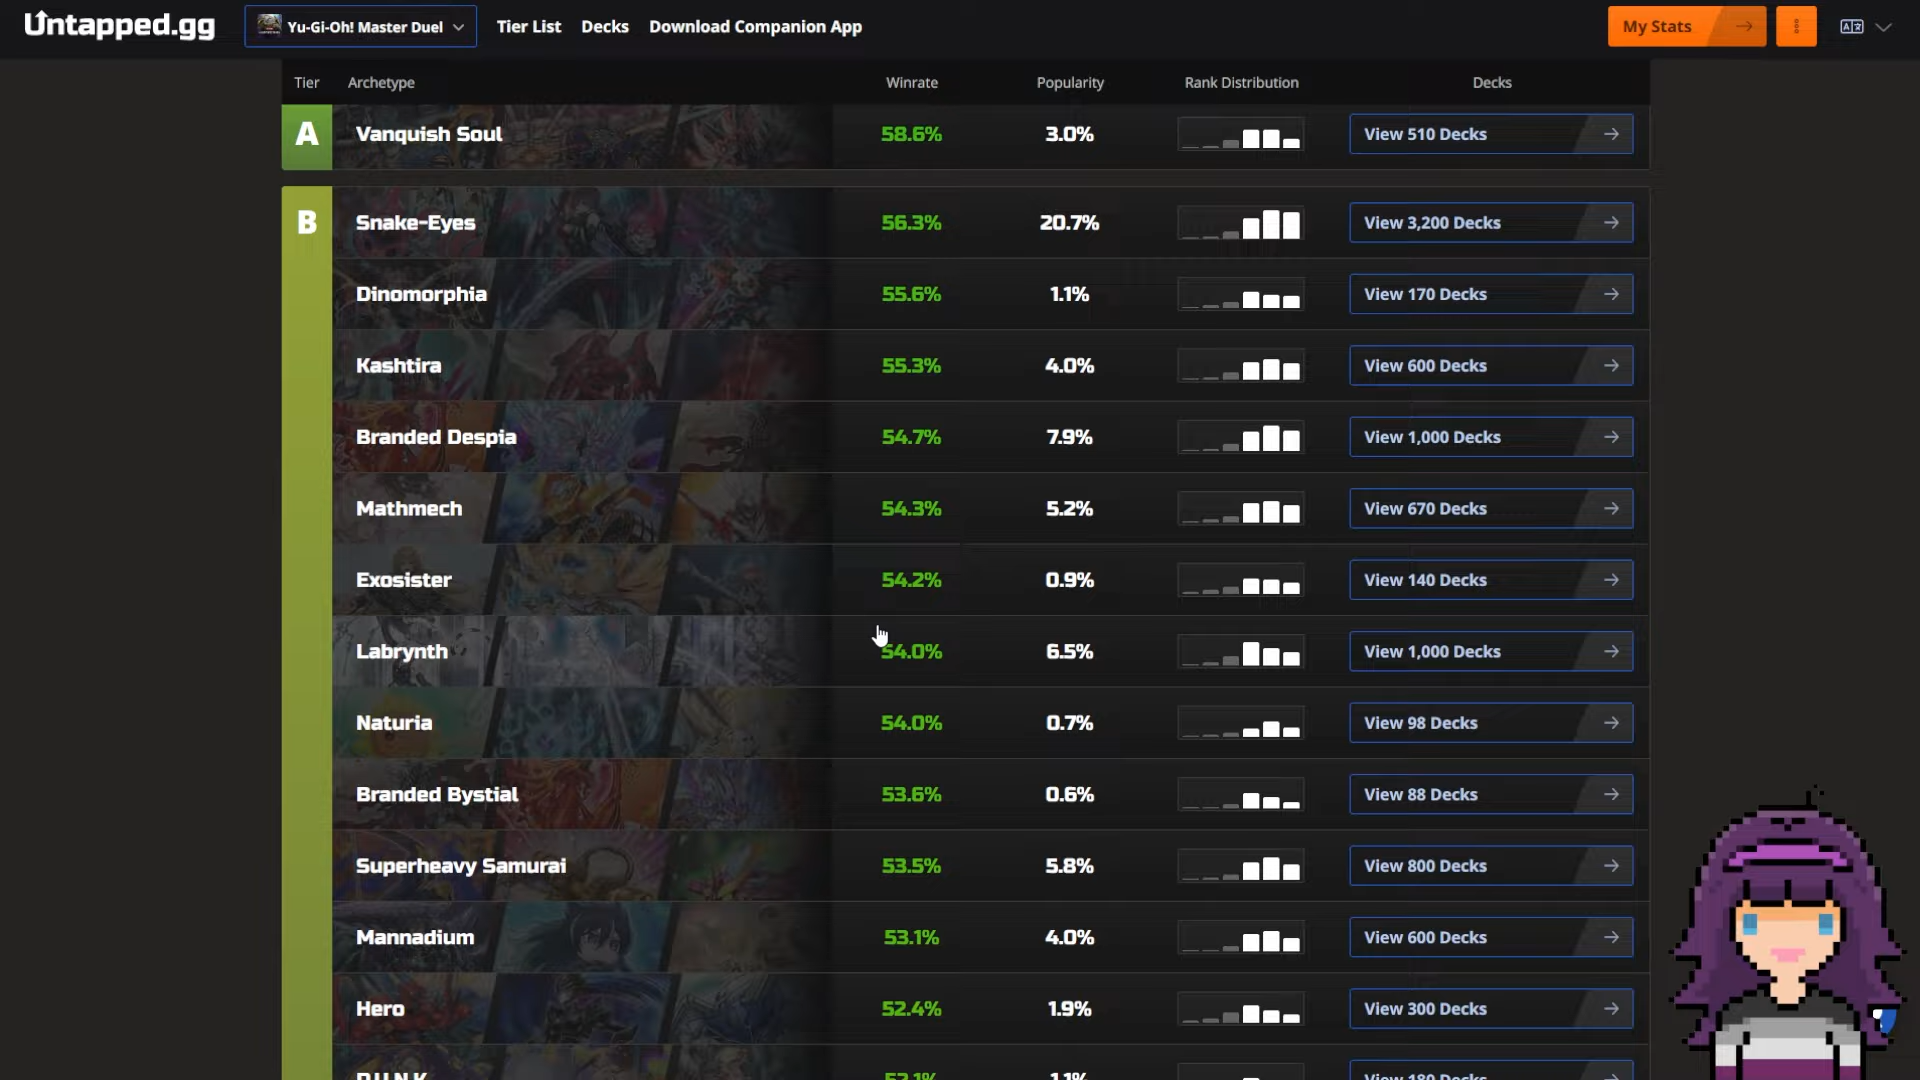 Untapped.gg Yu-Gi-Oh! Master Duel Tier List Decks Download Companion App My Stats
Tier Archetype Winrate Popularity Rank Distribution Decks
A Vanquish Soul 58.6% 3.0% View 510 Decks
B Snake-Eyes 56.3% 20.7% View 3,200 Decks
Dinomorphia 55.6% 1.1% View 170 Decks
Kashtira 55.3% 4.0% View 600 Decks
Branded Despia 54.7% 7.9% View 1,000 Decks
Mathmech 54.3% 5.2% View 670 Decks
Exosister 54.2% 0.9% View 140 Decks
Labrynth 54.0% 6.5% View 1,000 Decks
Naturia 54.0% 0.7% View 98 Decks
Branded Bystial 53.6% 0.6% View 88 Decks
Superheavy Samurai 53.5% 5.8% View 800 Decks
Mannadium 53.1% 4.0% View 600 Decks
Hero 52.4% 1.9% View 300 Decks
P.U.N.K. 1.1% View 180 Decks